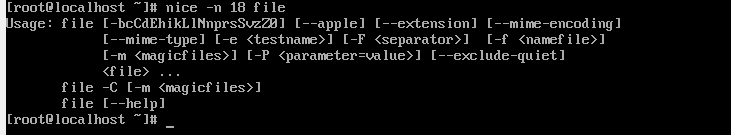 [root@localhost ~]# nice -n 18 file
Usage: file [-bcCdEhikLlNnprsSvzZ0] [--apple] [--extension] [--mime-encoding]
            [--mime-type] [-e <testname>] [-F <separator>]  [-f <namefile>]
            [-m <magicfiles>] [-P <parameter=value>] [--exclude-quiet]
            <file> ...
       file -C [-m <magicfiles>]
       file [--help]
[root@localhost ~]# _